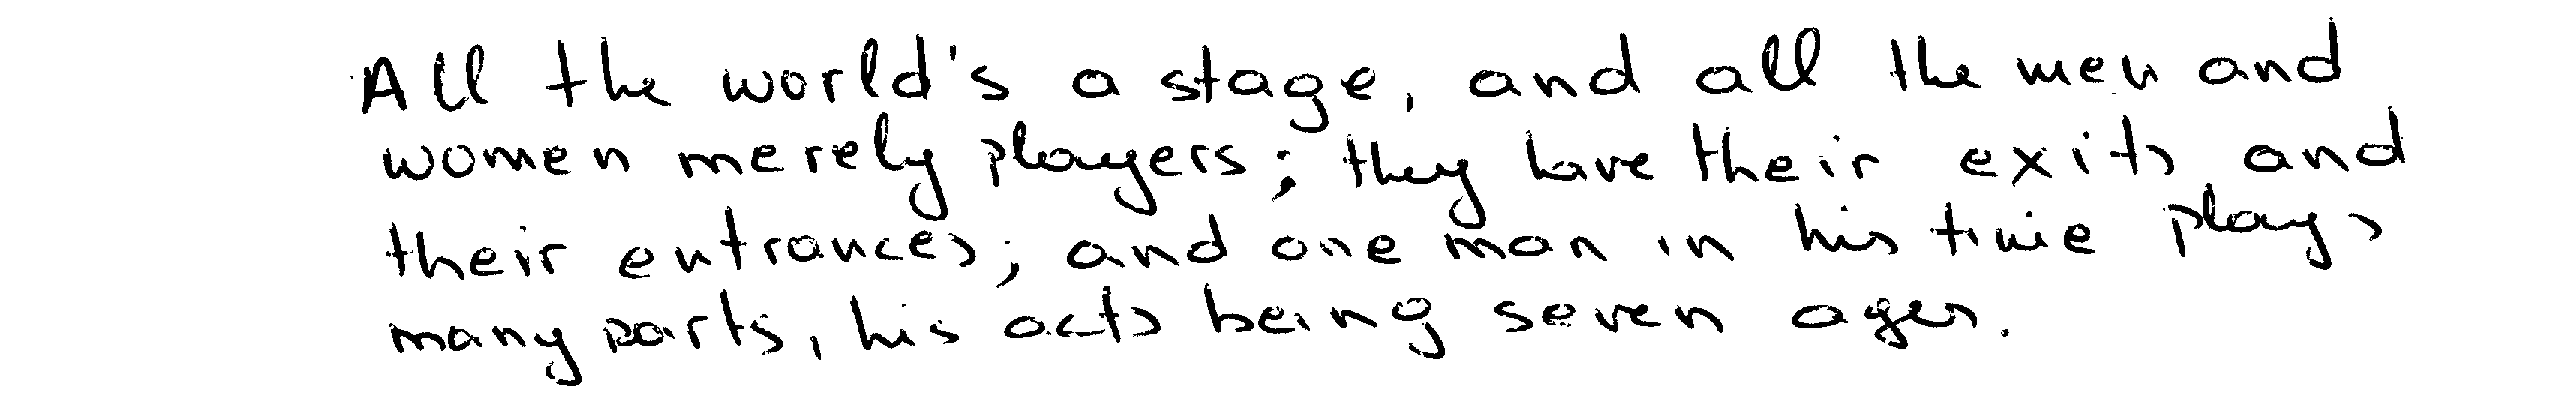 All the world's a stage, and all the men and
women merely players; they have their exits and
their entrances; and one man in his time plays
many parts, his acts being seven ages.